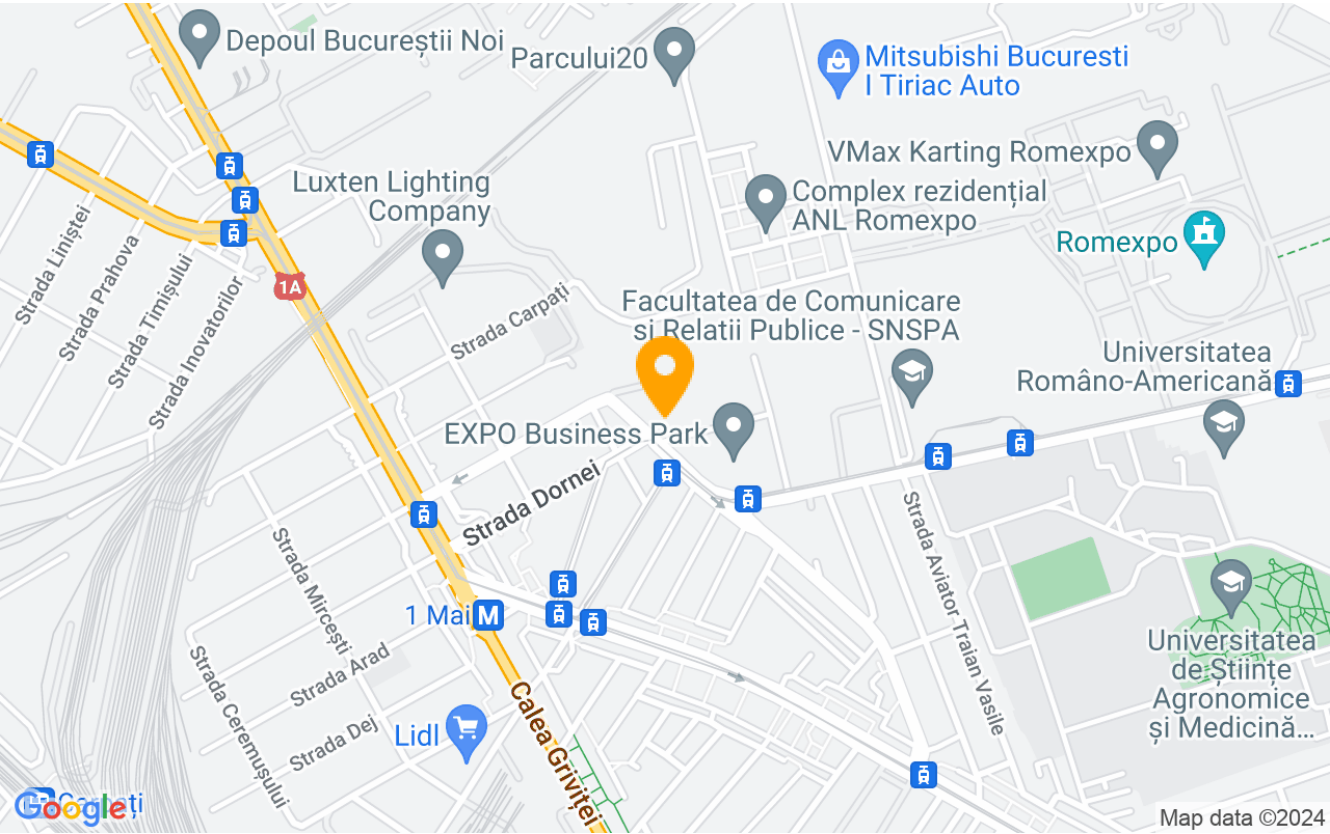 Depoul Bucureștii Noi
Parcului20
Mitsubishi Bucuresti
I Tiriac Auto
VMax Karting Romexpo
Luxten Lighting
Company
Complex rezidențial
ANL Romexpo
Romexpo
Strada Liniștei
Strada Prahova
Strada Timișului
Strada Inovatorilor
1A
Strada Carpați
Facultatea de Comunicare
si Relatii Publice - SNSPA
Universitatea
Româno-Americană
EXPO Business Park
Strada Dornei
Strada Aviator Traian Vasile
Strada Mircești
1 Mai
M
Strada Arad
Strada Ceremușului
Strada Dej
Lidl
Calea Griviței
Universitatea
de Științe
Agronomice
și Medicină...
Google
Map data ©2024